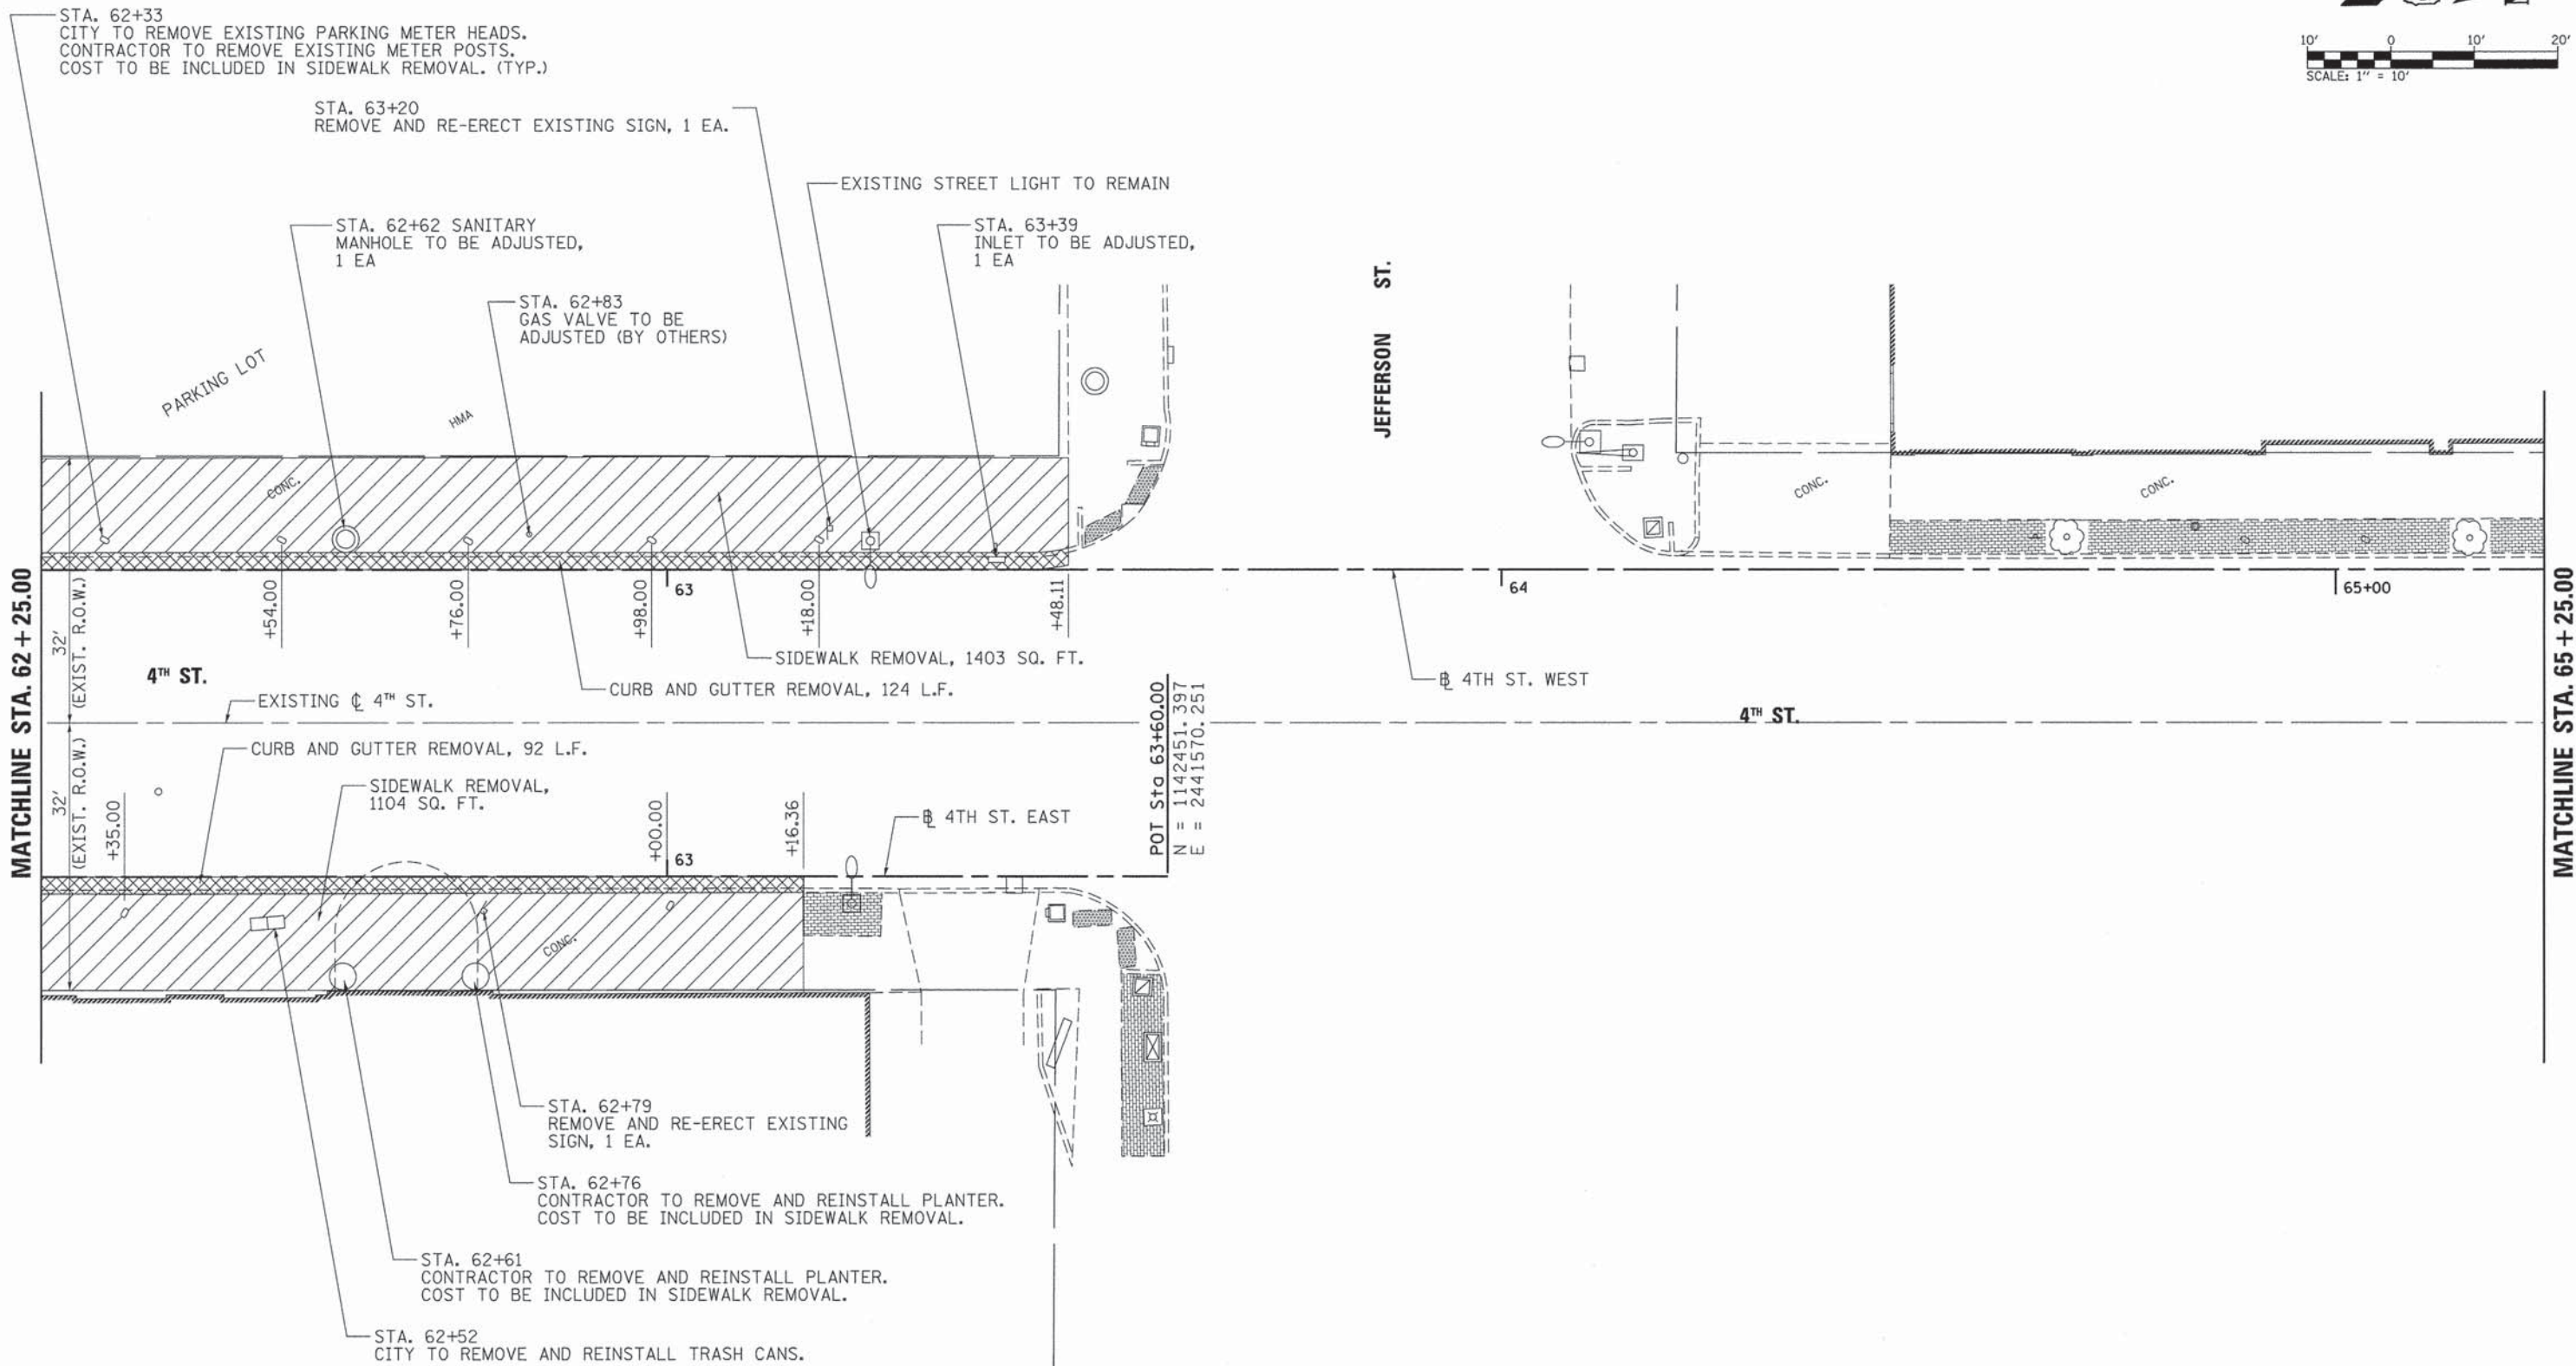 STA. 62+33
CITY TO REMOVE EXISTING PARKING METER HEADS.
CONTRACTOR TO REMOVE EXISTING METER POSTS.
COST TO BE INCLUDED IN SIDEWALK REMOVAL. (TYP.)
10' 0 10' 20'
SCALE: 1" = 10'
STA. 63+20
REMOVE AND RE-ERECT EXISTING SIGN, 1 EA.
EXISTING STREET LIGHT TO REMAIN
STA. 62+62 SANITARY
MANHOLE TO BE ADJUSTED,
1 EA
STA. 63+39
INLET TO BE ADJUSTED,
1 EA
STA. 62+83
GAS VALVE TO BE
ADJUSTED (BY OTHERS)
JEFFERSON ST.
PARKING LOT
HMA
CONC.
CONC.
CONC.
MATCHLINE STA. 62 + 25.00
32'
(EXIST. R.O.W.)
+54.00
+76.00
+98.00
63
+18.00
+48.11
64
65+00
MATCHLINE STA. 65 + 25.00
SIDEWALK REMOVAL, 1403 SQ. FT.
4TH ST.
CURB AND GUTTER REMOVAL, 124 L.F.
℄ 4TH ST. WEST
EXISTING ℄ 4TH ST.
4TH ST.
CURB AND GUTTER REMOVAL, 92 L.F.
SIDEWALK REMOVAL,
1104 SQ. FT.
32'
(EXIST. R.O.W.)
+35.00
+00.00
63
+16.36
℄ 4TH ST. EAST
POT Sta 63+60.00
N = 1142451.397
E = 2441570.251
CONC.
STA. 62+79
REMOVE AND RE-ERECT EXISTING
SIGN, 1 EA.
STA. 62+76
CONTRACTOR TO REMOVE AND REINSTALL PLANTER.
COST TO BE INCLUDED IN SIDEWALK REMOVAL.
STA. 62+61
CONTRACTOR TO REMOVE AND REINSTALL PLANTER.
COST TO BE INCLUDED IN SIDEWALK REMOVAL.
STA. 62+52
CITY TO REMOVE AND REINSTALL TRASH CANS.